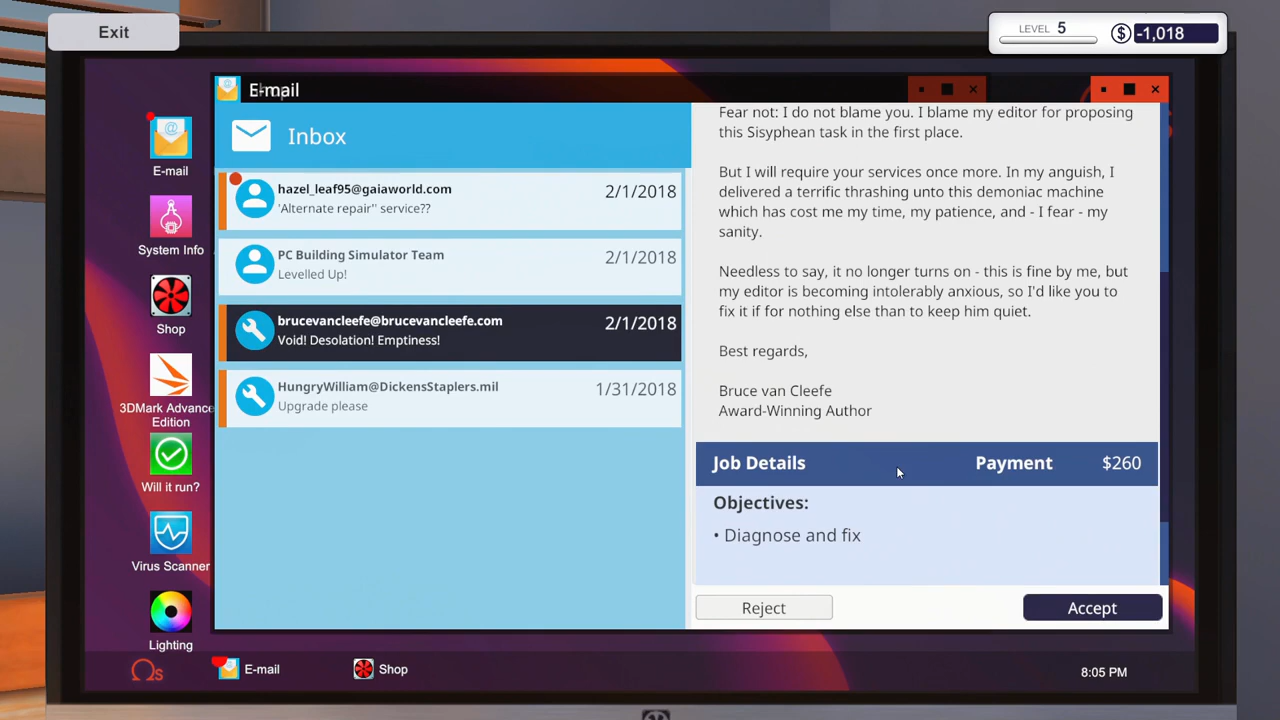 Exit
LEVEL 5
$ -1,018
E-mail
Inbox
hazel_leaf95@gaiaworld.com
2/1/2018
'Alternate repair'' service??
PC Building Simulator Team
2/1/2018
Levelled Up!
brucevancleefe@brucevancleefe.com
2/1/2018
Void! Desolation! Emptiness!
HungryWilliam@DickensStaplers.mil
1/31/2018
Upgrade please
Fear not: I do not blame you. I blame my editor for proposing
this Sisyphean task in the first place.
But I will require your services once more. In my anguish, I
delivered a terrific thrashing unto this demoniac machine
which has cost me my time, my patience, and - I fear - my
sanity.
Needless to say, it no longer turns on - this is fine by me, but
my editor is becoming intolerably anxious, so I'd like you to
fix it if for nothing else than to keep him quiet.
Best regards,
Bruce van Cleefe
Award-Winning Author
Job Details
Payment
$260
Objectives:
• Diagnose and fix
Reject
Accept
E-mail
System Info
Shop
3DMark Advance
Edition
Will it run?
Virus Scanner
Lighting
E-mail
Shop
8:05 PM